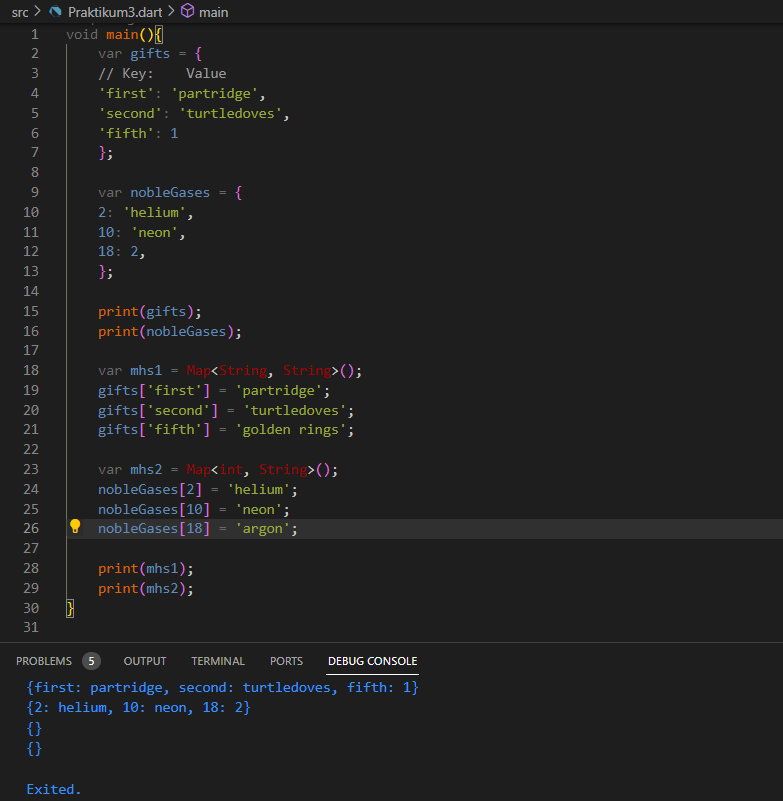 src > Praktikum3.dart > main
1 void main(){
2     var gifts = {
3     // Key:    Value
4     'first': 'partridge',
5     'second': 'turtledoves',
6     'fifth': 1
7     };
8
9     var nobleGases = {
10     2: 'helium',
11     10: 'neon',
12     18: 2,
13     };
14
15     print(gifts);
16     print(nobleGases);
17
18     var mhs1 = Map<String, String>();
19     gifts['first'] = 'partridge';
20     gifts['second'] = 'turtledoves';
21     gifts['fifth'] = 'golden rings';
22
23     var mhs2 = Map<int, String>();
24     nobleGases[2] = 'helium';
25     nobleGases[10] = 'neon';
26     nobleGases[18] = 'argon';
27
28     print(mhs1);
29     print(mhs2);
30 }
31
PROBLEMS 5 OUTPUT TERMINAL PORTS DEBUG CONSOLE
{first: partridge, second: turtledoves, fifth: 1}
{2: helium, 10: neon, 18: 2}
{}
{}
Exited.